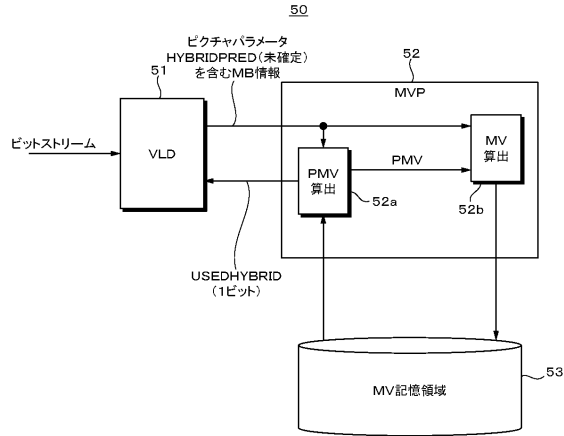 50
ピクチャパラメータ
HYBRIDPRED(未確定)
を含むMB情報
51
52
MVP
ビットストリーム
VLD
PMV
算出
PMV
MV
算出
52a
52b
USEDHYBRID
(1ビット)
MV記憶領域
53